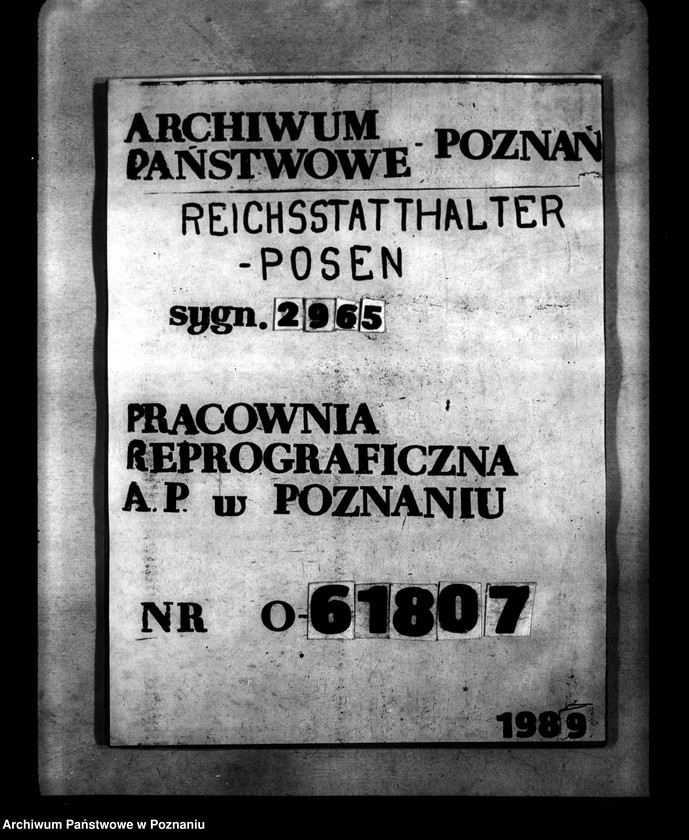 ARCHIWUM
PAŃSTWOWE - POZNAŃ
REICHSSTATTHALTER
-POSEN
sygn. 2965
PRACOWNIA
REPROGRAFICZNA
A.P. w POZNANIU
NR O-61807
1989
Archiwum Państwowe w Poznaniu